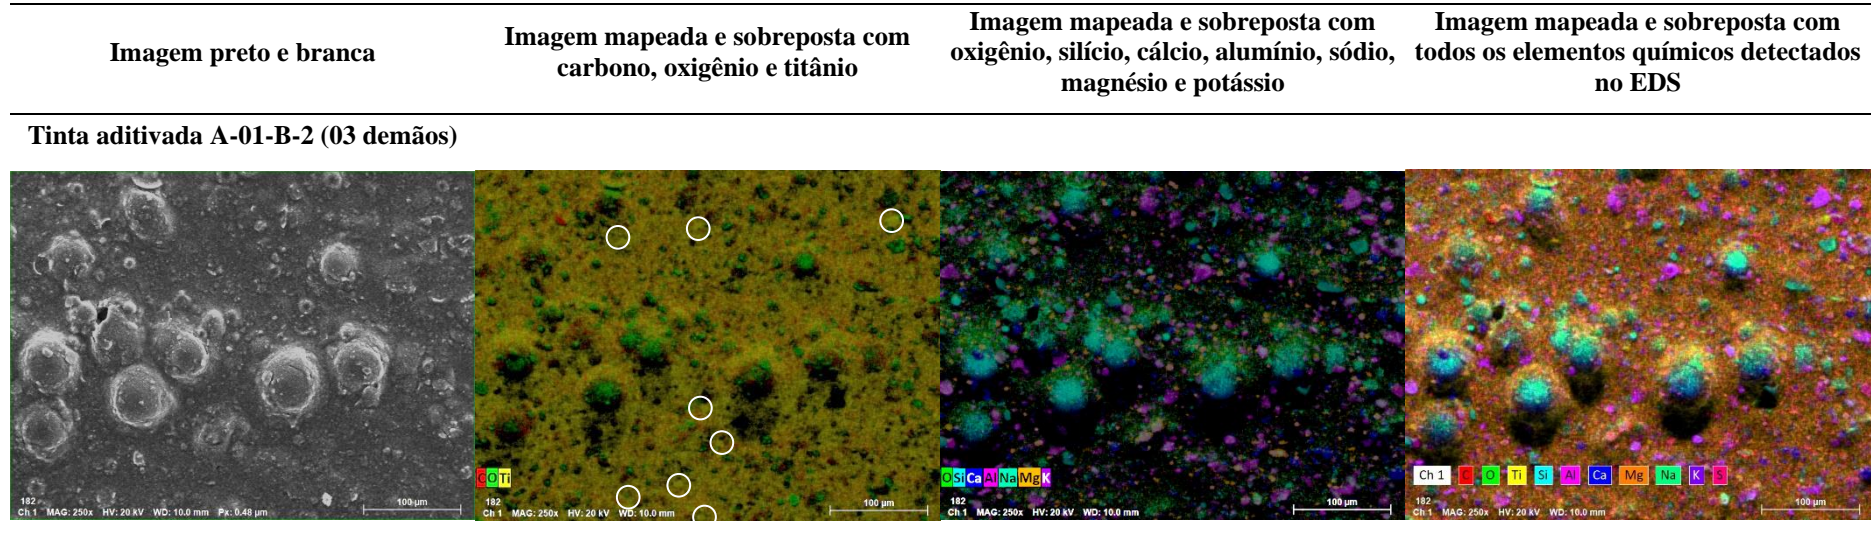 Imagem preto e branca
Imagem mapeada e sobreposta com
carbono, oxigênio e titânio
Imagem mapeada e sobreposta com
oxigênio, silício, cálcio, alumínio, sódio,
magnésio e potássio
Imagem mapeada e sobreposta com
todos os elementos químicos detectados
no EDS
Tinta aditivada A-01-B-2 (03 demãos)
182
Ch 1 MAG: 250x HV: 20 kV WD: 10.0 mm Px: 0.48 µm
100 µm
C O Ti
182
Ch 1 MAG: 250x HV: 20 kV WD: 10.0 mm
100 µm
O Si Ca Al Na Mg K
182
Ch 1 MAG: 250x HV: 20 kV WD: 10.0 mm
100 µm
Ch 1 C O Ti Si Al Ca Mg Na K S
182
Ch 1 MAG: 250x HV: 20 kV WD: 10.0 mm
100 µm